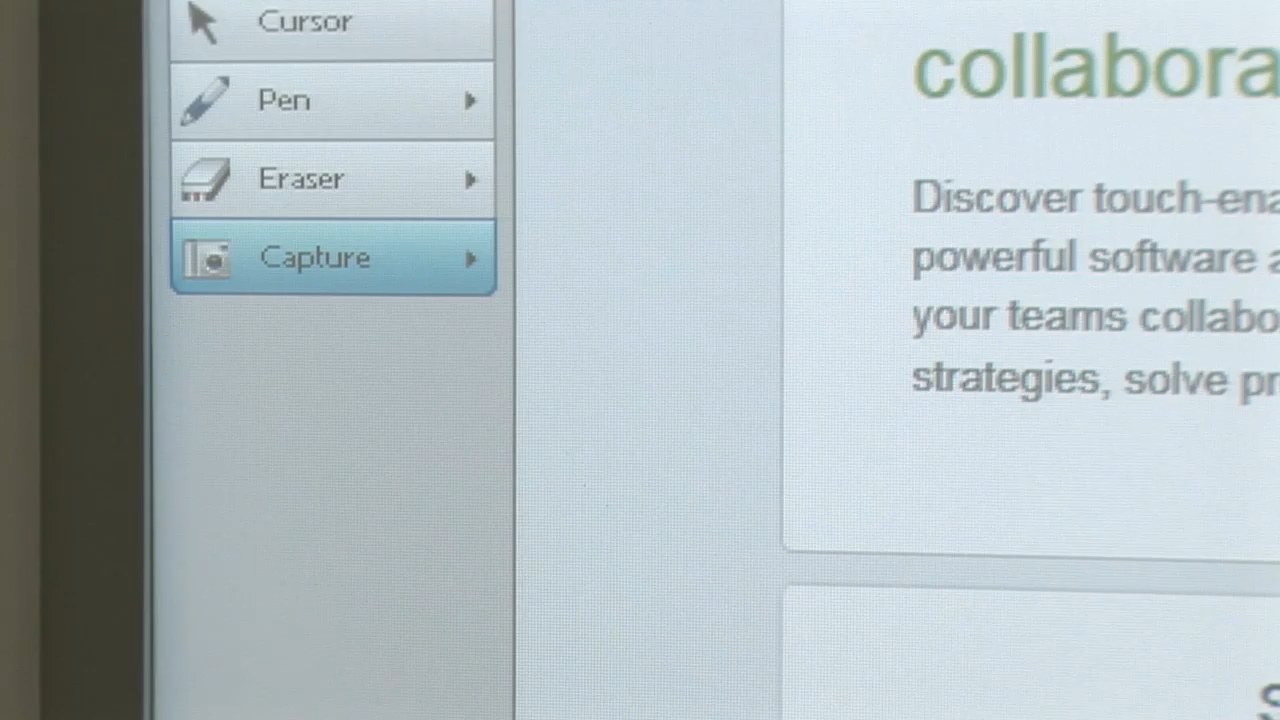 Cursor
Pen
Eraser
Capture
collabora
Discover touch-ena
powerful software a
your teams collabo
strategies, solve pr
S